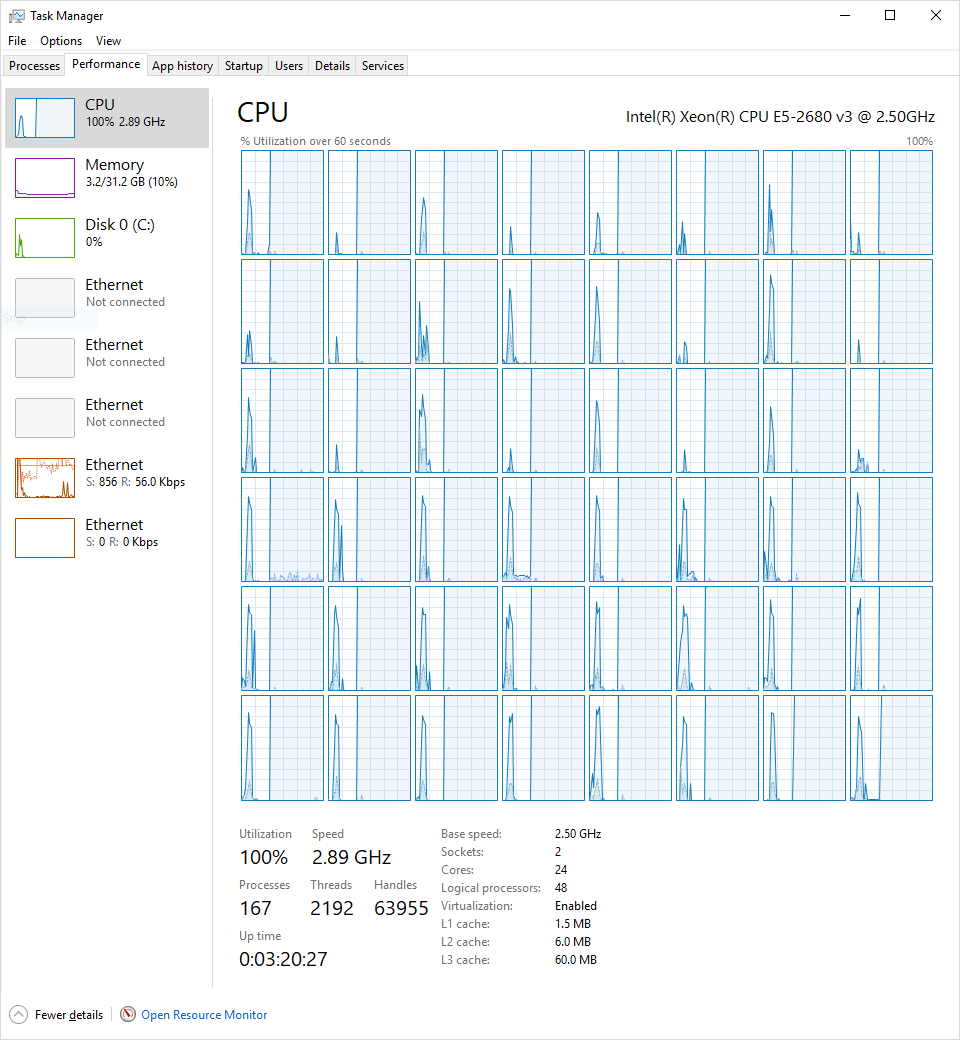 Task Manager
File Options View
Processes Performance App history Startup Users Details Services
CPU
100% 2.89 GHz
Memory
3.2/31.2 GB (10%)
Disk 0 (C:)
0%
Ethernet
Not connected
Ethernet
Not connected
Ethernet
Not connected
Ethernet
S: 856 R: 56.0 Kbps
Ethernet
S: 0 R: 0 Kbps
CPU Intel(R) Xeon(R) CPU E5-2680 v3 @ 2.50GHz
% Utilization over 60 seconds 100%
Utilization Speed
100% 2.89 GHz
Processes Threads Handles
167 2192 63955
Up time
0:03:20:27
Base speed: 2.50 GHz
Sockets: 2
Cores: 24
Logical processors: 48
Virtualization: Enabled
L1 cache: 1.5 MB
L2 cache: 6.0 MB
L3 cache: 60.0 MB
Fewer details Open Resource Monitor